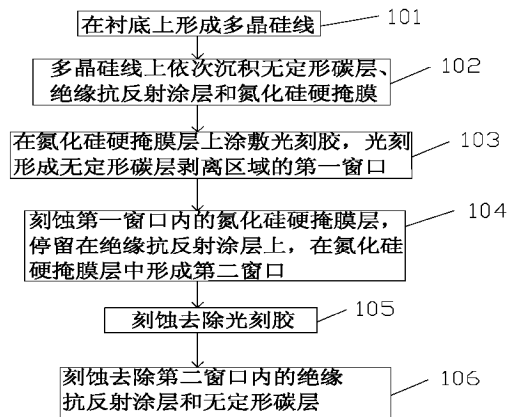 在衬底上形成多晶硅线
101
多晶硅线上依次沉积无定形碳层、
绝缘抗反射涂层和氮化硅硬掩膜
102
在氮化硅硬掩膜层上涂敷光刻胶，光刻
形成无定形碳层剥离区域的第一窗口
103
刻蚀第一窗口内的氮化硅硬掩膜层，
停留在绝缘抗反射涂层上，在氮化硅
硬掩膜层中形成第二窗口
104
刻蚀去除光刻胶
105
刻蚀去除第二窗口内的绝缘
抗反射涂层和无定形碳层
106